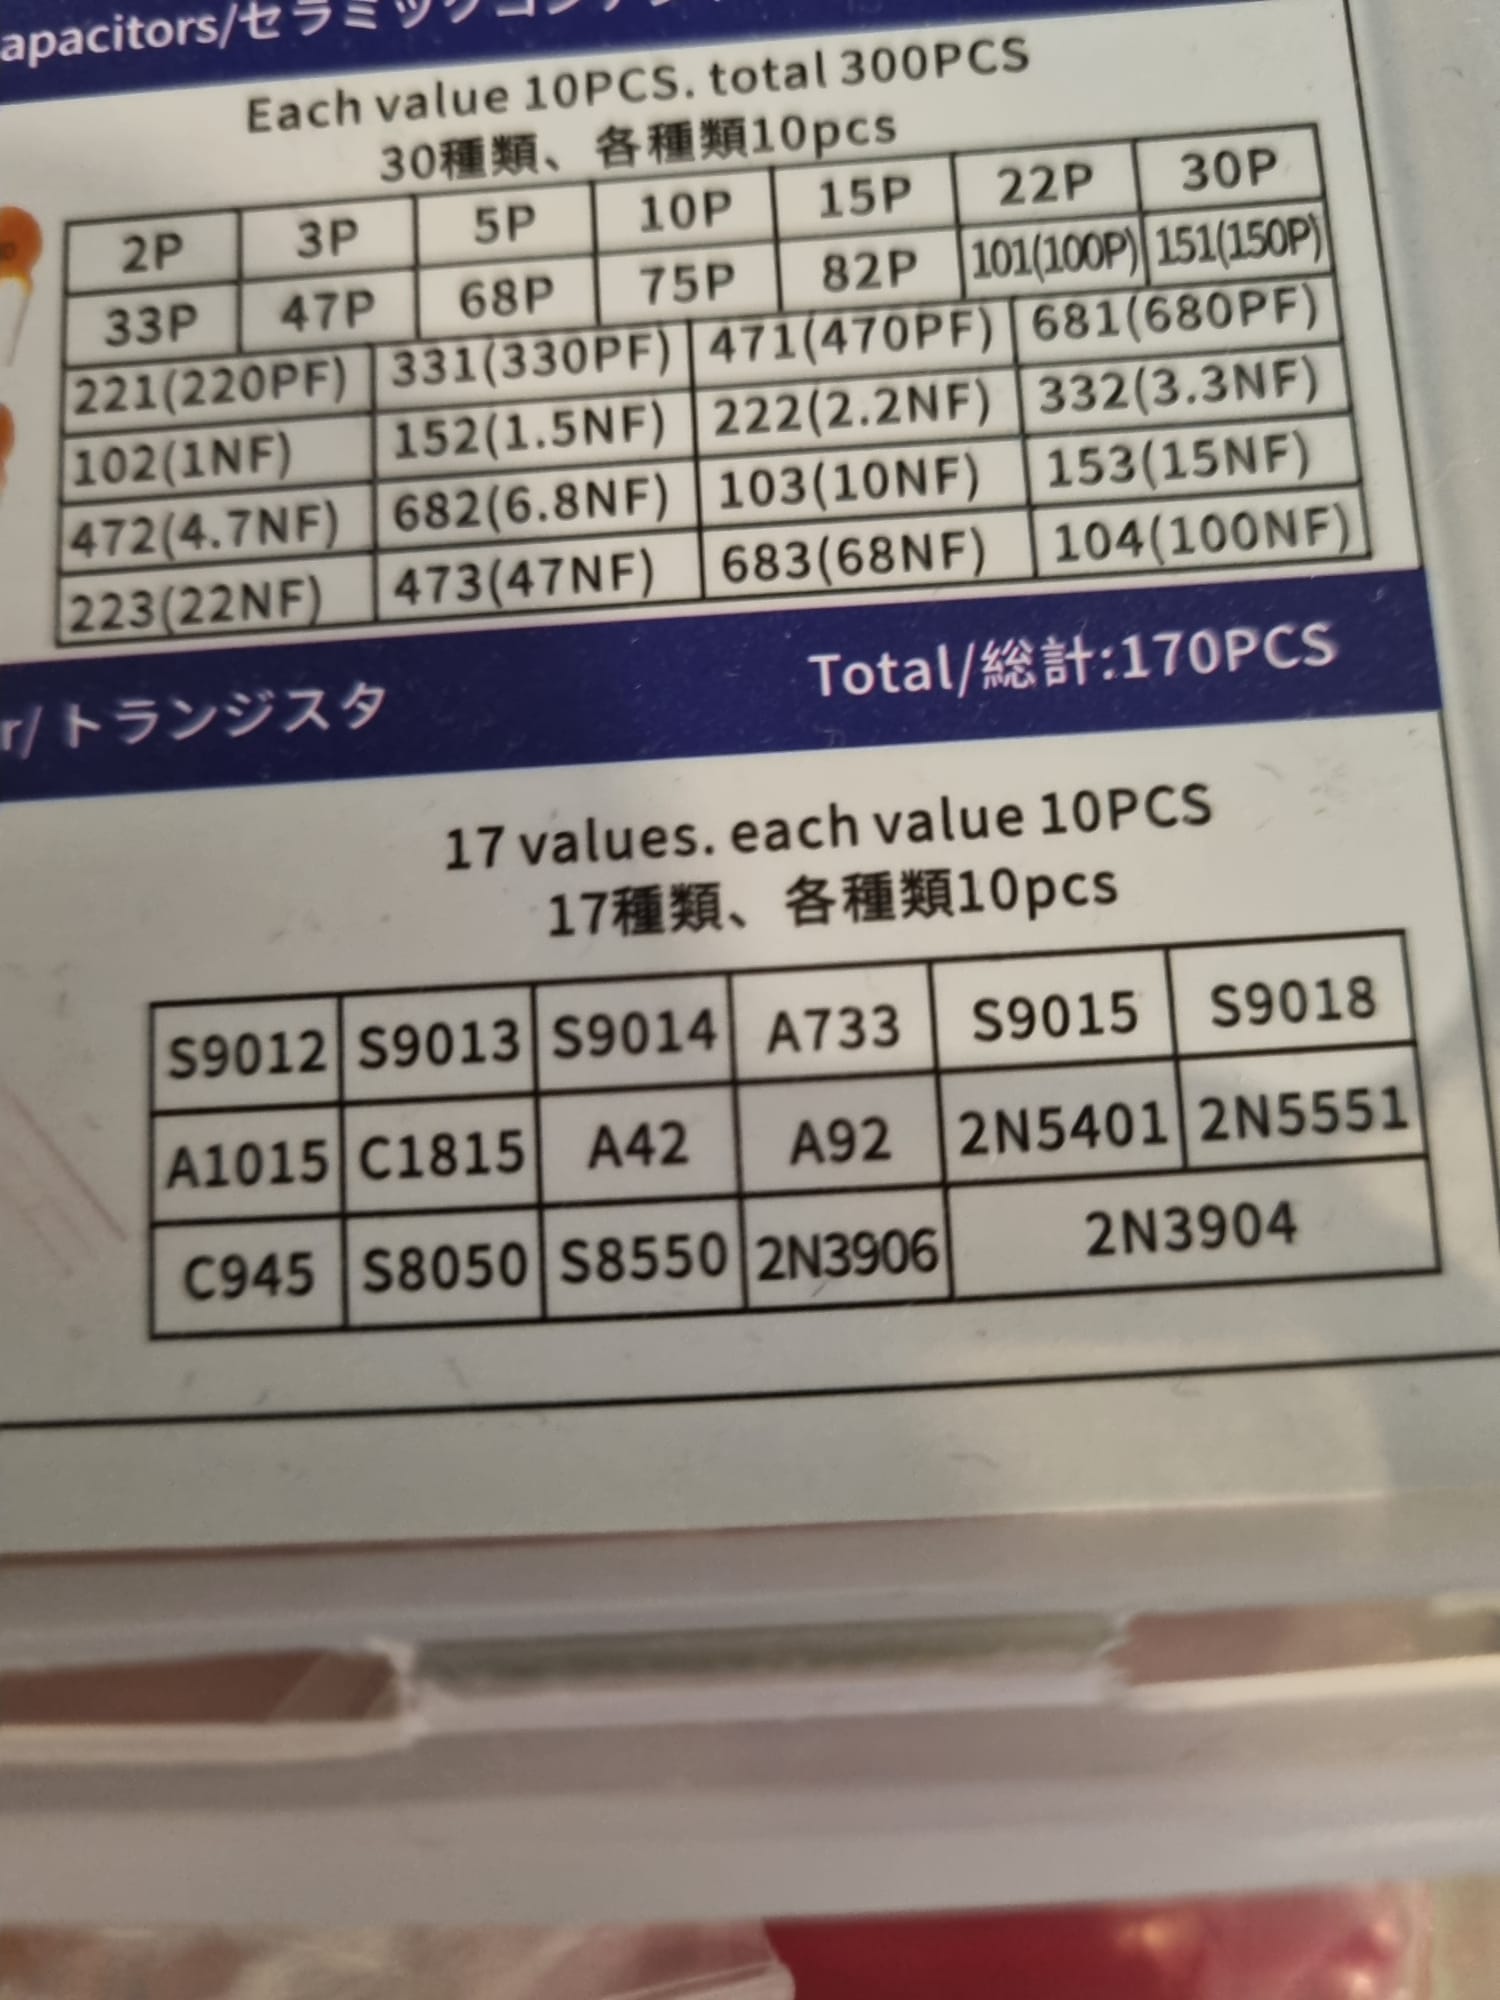 apacitors/セラミックコンデン
Each value 10PCS. total 300PCS
30種類、各種類10pcs
2P 3P 5P 10P 15P 22P 30P
33P 47P 68P 75P 82P 101(100P) 151(150P)
221(220PF) 331(330PF) 471(470PF) 681(680PF)
102(1NF) 152(1.5NF) 222(2.2NF) 332(3.3NF)
472(4.7NF) 682(6.8NF) 103(10NF) 153(15NF)
223(22NF) 473(47NF) 683(68NF) 104(100NF)
r/トランジスタ Total/総計:170PCS
17 values. each value 10PCS
17種類、各種類10pcs
S9012 S9013 S9014 A733 S9015 S9018
A1015 C1815 A42 A92 2N5401 2N5551
C945 S8050 S8550 2N3906 2N3904